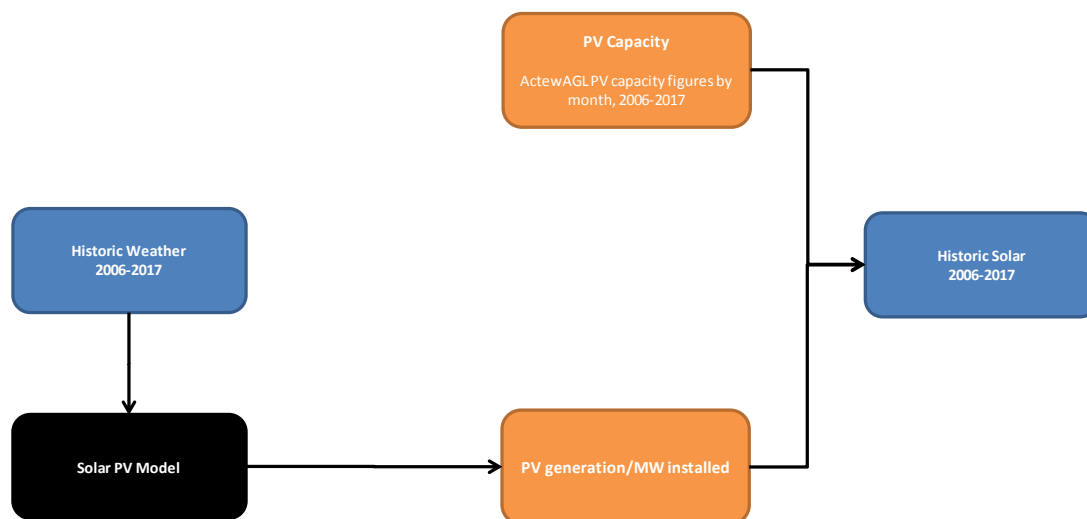 PV Capacity
ActewAGL PV capacity figures by
month, 2006-2017
Historic Weather
2006-2017
Historic Solar
2006-2017
Solar PV Model
PV generation/MW installed